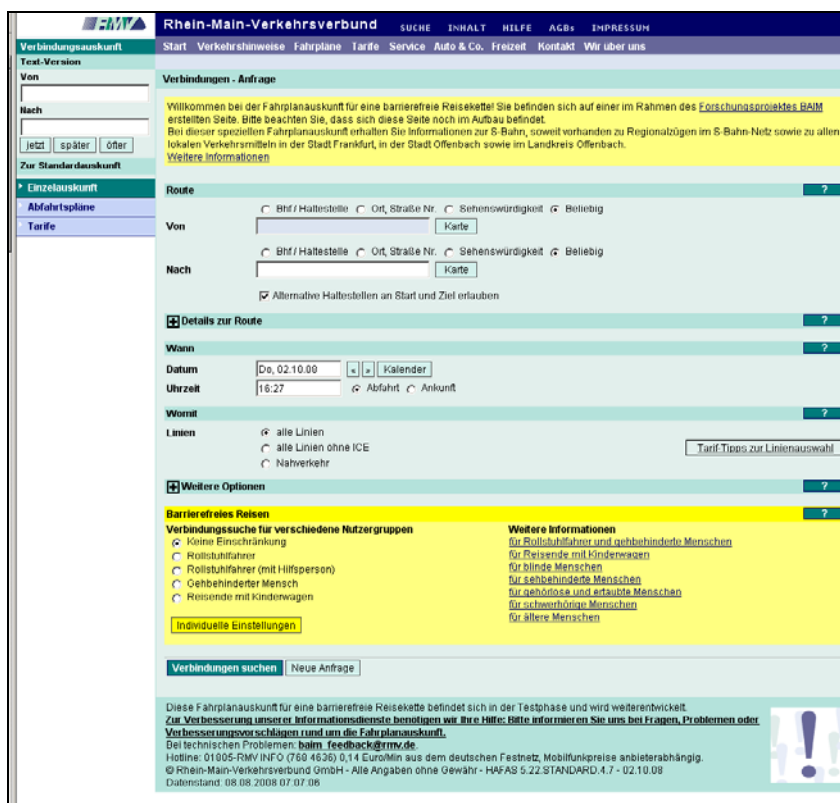 RMV
Rhein-Main-Verkehrsverbund SUCHE INHALT HILFE AGBs IMPRESSUM
Start Verkehrshinweise Fahrpläne Tarife Service Auto & Co. Freizeit Kontakt Wir über uns
Verbindungsauskunft
Text-Version
Von
Nach
jetzt später öfter
Zur Standardauskunft
Einzelauskunft
Abfahrtspläne
Tarife
Verbindungen - Anfrage
Willkommen bei der Fahrplanauskunft für eine barrierefreie Reisekette! Sie befinden sich auf einer im Rahmen des Forschungsprojektes BAIM
erstellten Seite. Bitte beachten Sie, dass sich diese Seite noch im Aufbau befindet.
Bei dieser speziellen Fahrplanauskunft erhalten Sie Informationen zur S-Bahn, soweit vorhanden zu Regionalzügen im S-Bahn-Netz sowie zu allen
lokalen Verkehrsmitteln in der Stadt Frankfurt, in der Stadt Offenbach sowie im Landkreis Offenbach.
Weitere Informationen
Route ?
Bhf / Haltestelle Ort, Straße Nr. Sehenswürdigkeit Beliebig
Von Karte
Bhf / Haltestelle Ort, Straße Nr. Sehenswürdigkeit Beliebig
Nach Karte
Alternative Haltestellen an Start und Ziel erlauben
Details zur Route ?
Wann ?
Datum Do, 02.10.08 « » Kalender
Uhrzeit 16:27 Abfahrt Ankunft
Womit ?
Linien alle Linien
alle Linien ohne ICE Tarif-Tipps zur Linienauswahl
Nahverkehr
Weitere Optionen ?
Barrierefreies Reisen ?
Verbindungssuche für verschiedene Nutzergruppen
Keine Einschränkung
Rollstuhlfahrer
Rollstuhlfahrer (mit Hilfsperson)
Gehbehinderter Mensch
Reisende mit Kinderwagen
Individuelle Einstellungen
Weitere Informationen
für Rollstuhlfahrer und gehbehinderte Menschen
für Reisende mit Kinderwagen
für blinde Menschen
für sehbehinderte Menschen
für gehörlose und ertaubte Menschen
für schwerhörige Menschen
für ältere Menschen
Verbindungen suchen Neue Anfrage
Diese Fahrplanauskunft für eine barrierefreie Reisekette befindet sich in der Testphase und wird weiterentwickelt.
Zur Verbesserung unserer Informationsdienste benötigen wir Ihre Hilfe: Bitte informieren Sie uns bei Fragen, Problemen oder
Verbesserungsvorschlägen rund um die Fahrplanauskunft.
Bei technischen Problemen: baim_feedback@rmv.de.
Hotline: 01805-RMV INFO (768 4636) 0,14 Euro/Min aus dem deutschen Festnetz, Mobilfunkpreise anbieterabhängig.
© Rhein-Main-Verkehrsverbund GmbH - Alle Angaben ohne Gewähr - HAFAS 5.22.STANDARD.4.7 - 02.10.08
Datenstand: 08.08.2008 07:07:06